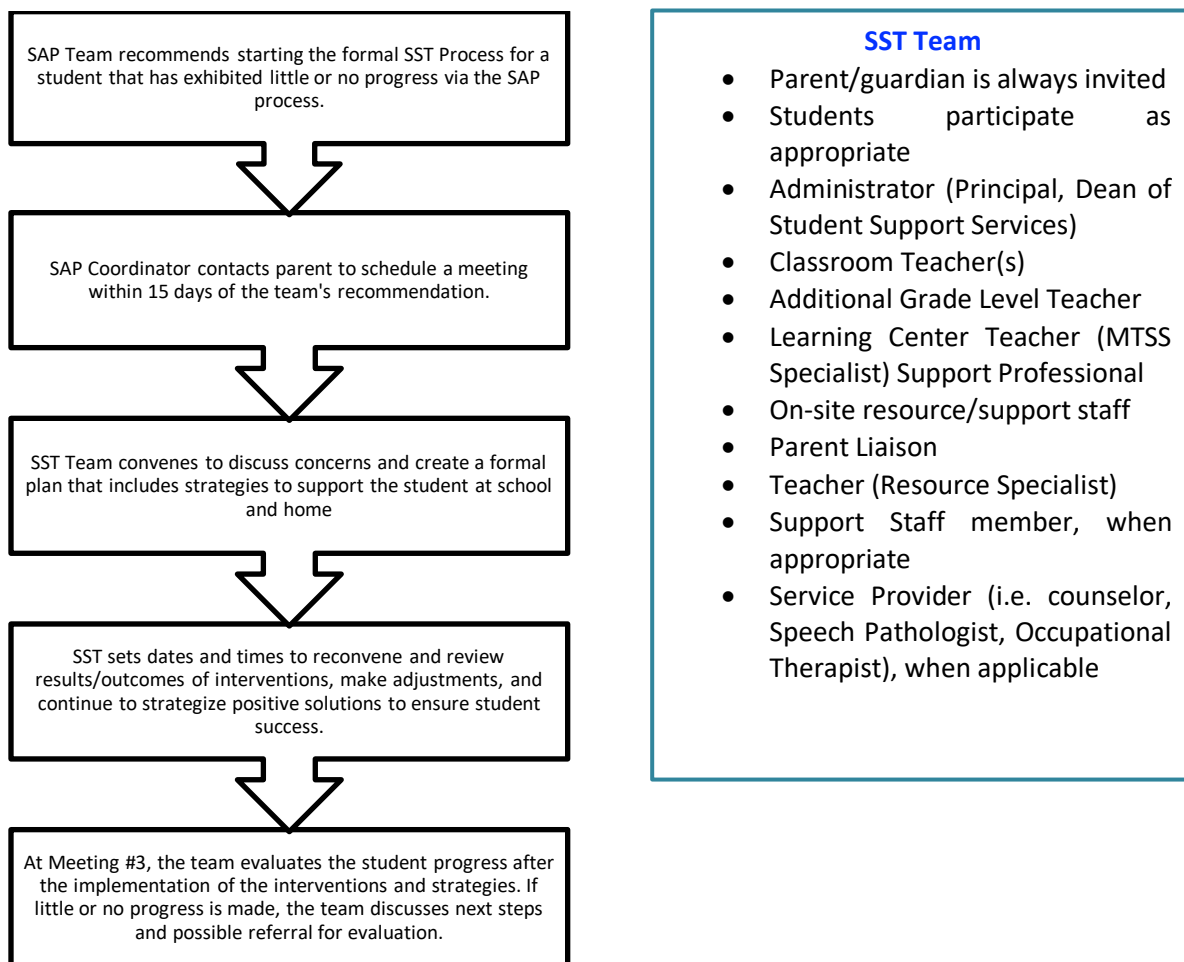 SAP Team recommends starting the formal SST Process for a
student that has exhibited little or no progress via the SAP
process.
SAP Coordinator contacts parent to schedule a meeting
within 15 days of the team's recommendation.
SST Team convenes to discuss concerns and create a formal
plan that includes strategies to support the student at school
and home
SST sets dates and times to reconvene and review
results/outcomes of interventions, make adjustments, and
continue to strategize positive solutions to ensure student
success.
At Meeting #3, the team evaluates the student progress after
the implementation of the interventions and strategies. If
little or no progress is made, the team discusses next steps
and possible referral for evaluation.
SST Team
• Parent/guardian is always invited
• Students participate as
appropriate
• Administrator (Principal, Dean of
Student Support Services)
• Classroom Teacher(s)
• Additional Grade Level Teacher
• Learning Center Teacher (MTSS
Specialist) Support Professional
• On-site resource/support staff
• Parent Liaison
• Teacher (Resource Specialist)
• Support Staff member, when
appropriate
• Service Provider (i.e. counselor,
Speech Pathologist, Occupational
Therapist), when applicable